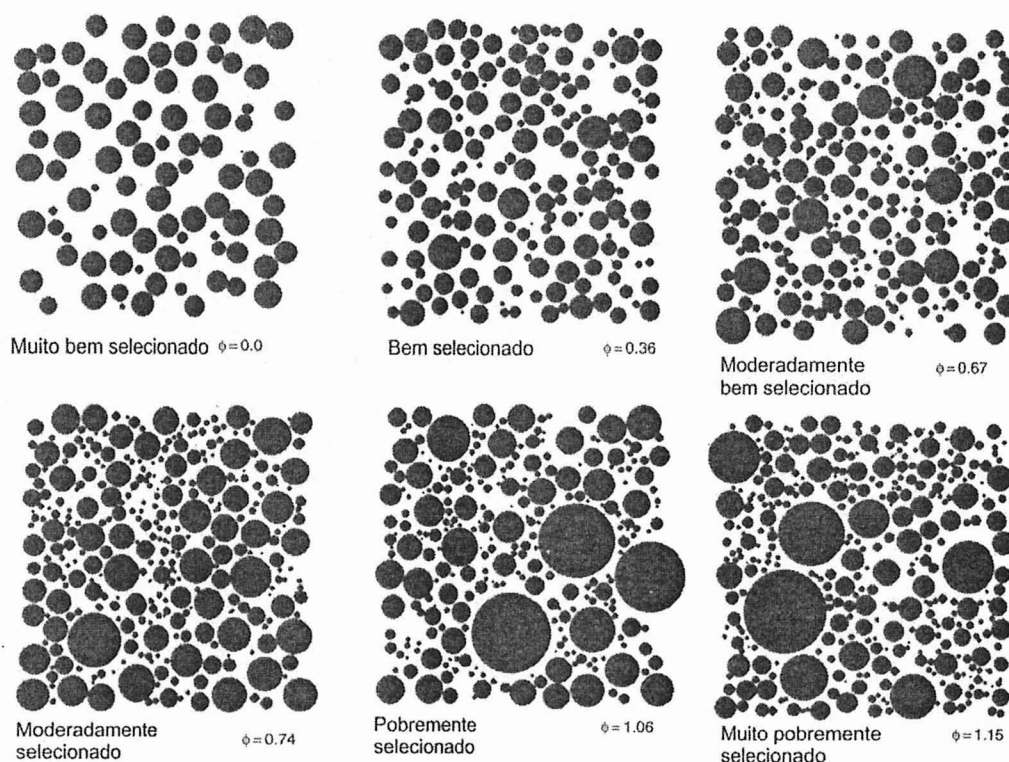 Muito bem selecionado ϕ=0.0
Bem selecionado ϕ=0.36
Moderadamente
bem selecionado ϕ=0.67
Moderadamente
selecionado ϕ=0.74
Pobremente
selecionado ϕ=1.06
Muito pobremente
selecionado ϕ=1.15